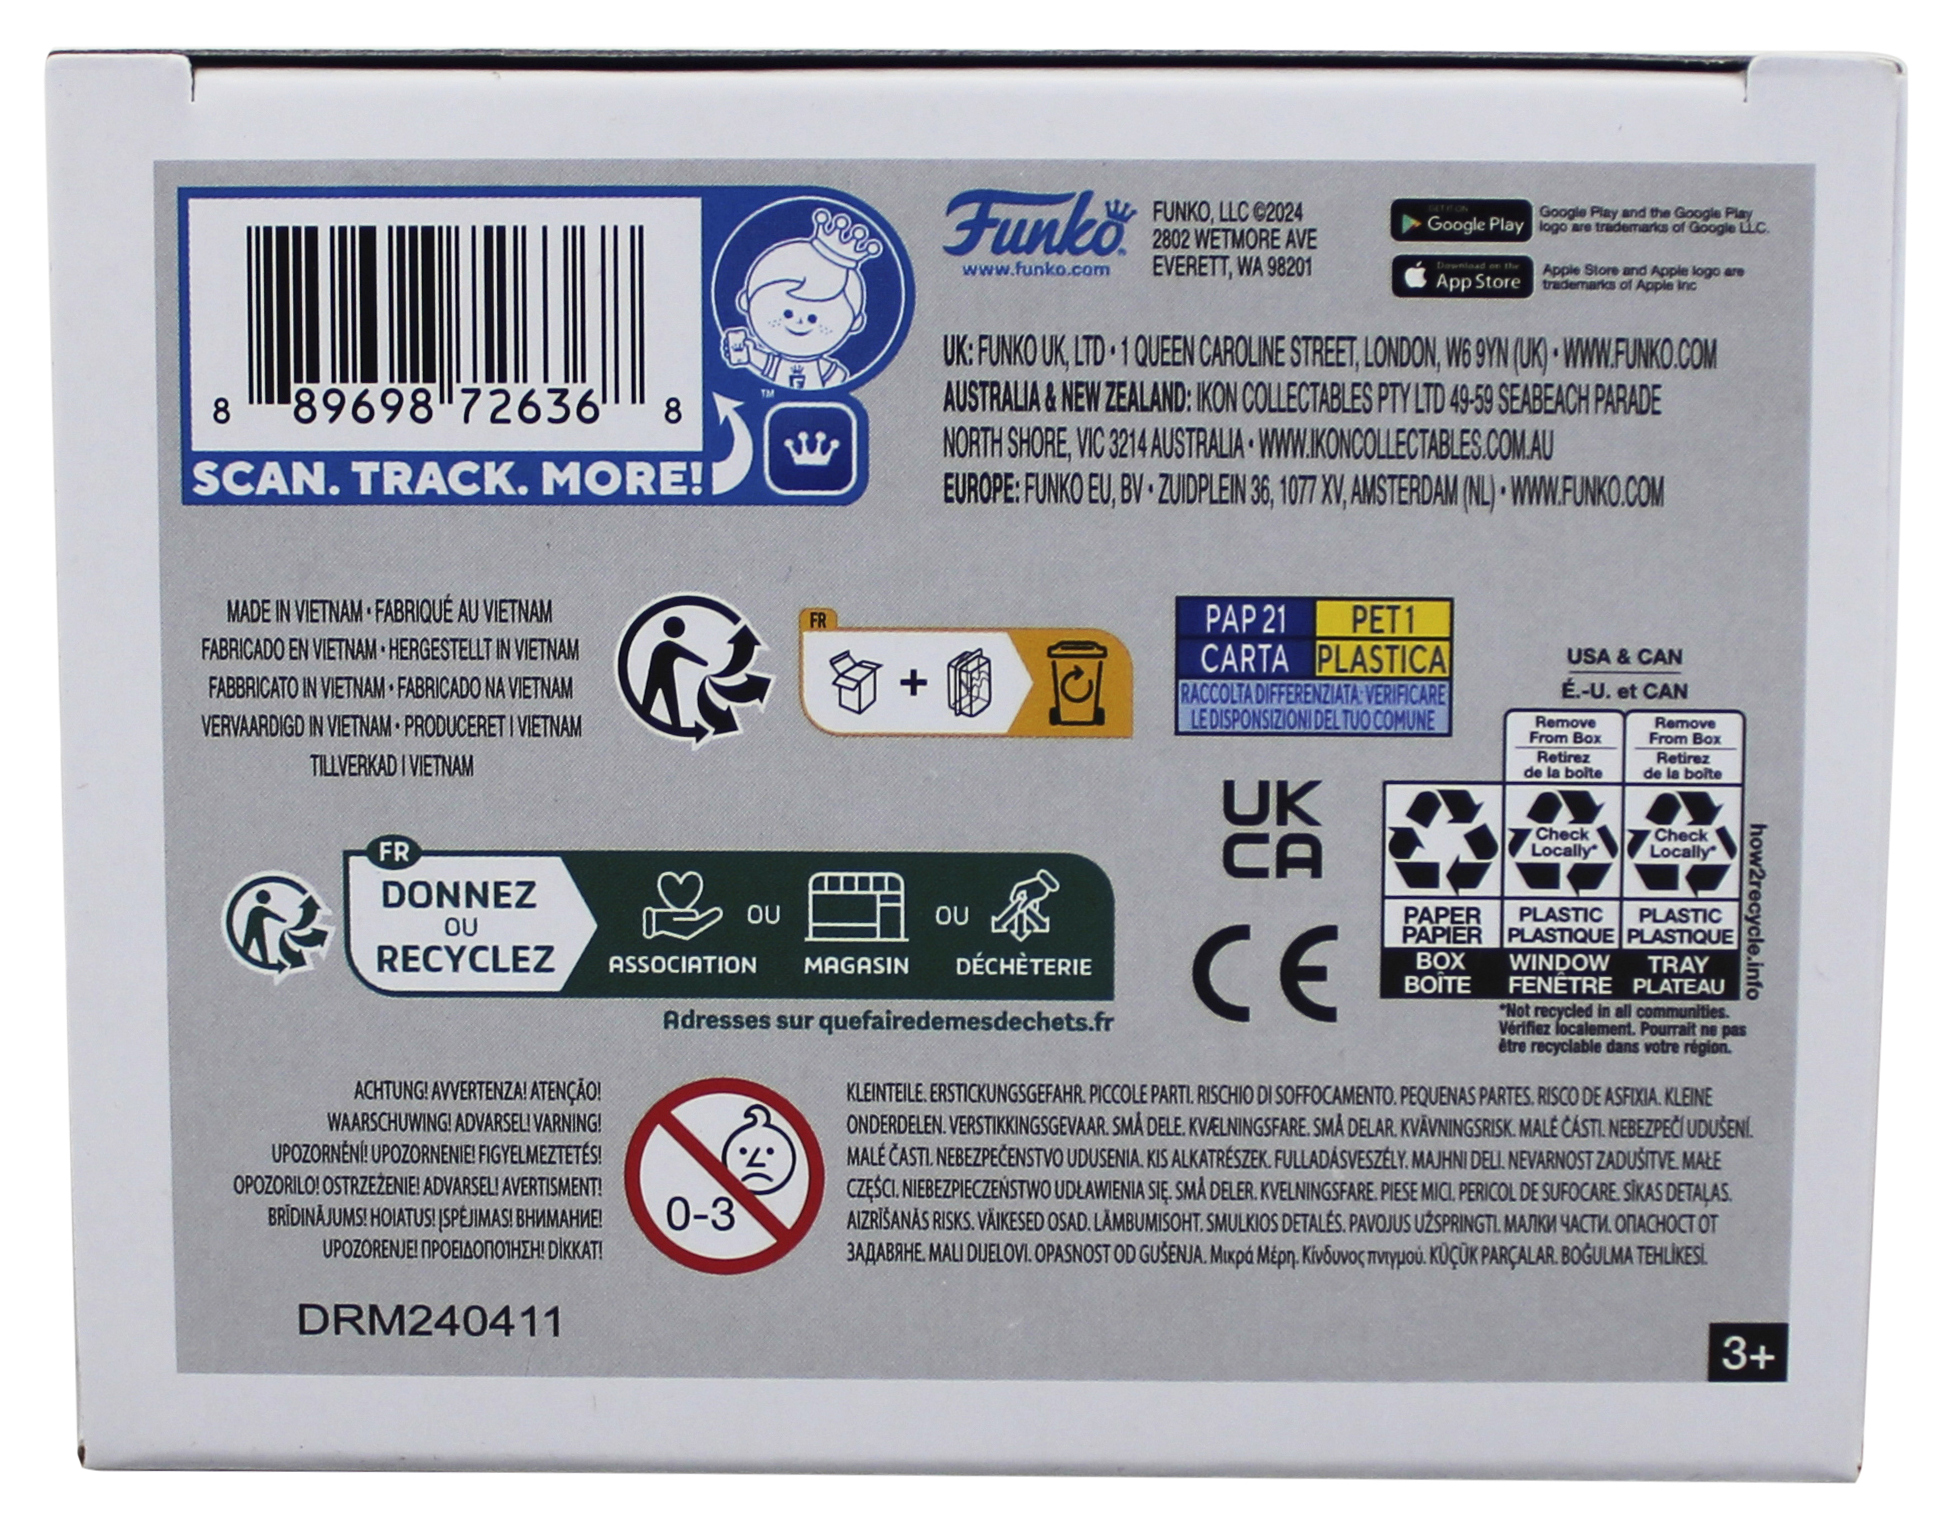 8 89698 72636 8
SCAN. TRACK. MORE!
TM
Funko
www.funko.com
FUNKO, LLC ©2024
2802 WETMORE AVE
EVERETT, WA 98201
GET IT ON
Google Play
Google Play and the Google Play
logo are trademarks of Google LLC.
Download on the
App Store
Apple Store and Apple logo are
trademarks of Apple Inc
UK: FUNKO UK, LTD • 1 QUEEN CAROLINE STREET, LONDON, W6 9YN (UK) • WWW.FUNKO.COM
AUSTRALIA & NEW ZEALAND: IKON COLLECTABLES PTY LTD 49-59 SEABEACH PARADE
NORTH SHORE, VIC 3214 AUSTRALIA • WWW.IKONCOLLECTABLES.COM.AU
EUROPE: FUNKO EU, BV • ZUIDPLEIN 36, 1077 XV, AMSTERDAM (NL) • WWW.FUNKO.COM
MADE IN VIETNAM • FABRIQUÉ AU VIETNAM
FABRICADO EN VIETNAM • HERGESTELLT IN VIETNAM
FABBRICATO IN VIETNAM • FABRICADO NA VIETNAM
VERVAARDIGD IN VIETNAM • PRODUCERET I VIETNAM
TILLVERKAD I VIETNAM
FR
+
PAP 21
CARTA
PET 1
PLASTICA
RACCOLTA DIFFERENZIATA: VERIFICARE
LE DISPONSIZIONI DEL TUO COMUNE
USA & CAN
É.-U. et CAN
Remove
From Box
Retirez
de la boîte
Remove
From Box
Retirez
de la boîte
Check
Locally*
Check
Locally*
PAPER
PAPIER
PLASTIC
PLASTIQUE
PLASTIC
PLASTIQUE
BOX
BOÎTE
WINDOW
FENÊTRE
TRAY
PLATEAU
how2recycle.info
*Not recycled in all communities.
Vérifiez localement. Pourrait ne pas
être recyclable dans votre région.
UK
CA
CE
FR
DONNEZ
OU
RECYCLEZ
ASSOCIATION
OU
MAGASIN
OU
DÉCHÈTERIE
Adresses sur quefairedemesdechets.fr
ACHTUNG! AVVERTENZA! ATENÇÃO!
WAARSCHUWING! ADVARSEL! VARNING!
UPOZORNĚNÍ! UPOZORNENIE! FIGYELMEZTETÉS!
OPOZORILO! OSTRZEŻENIE! ADVARSEL! AVERTISMENT!
BRĪDINĀJUMS! HOIATUS! ĮSPĖJIMAS! ВНИМАНИЕ!
UPOZORENJE! ΠΡΟΕΙΔΟΠΟΊΗΣΗ! DİKKAT!
0-3
KLEINTEILE. ERSTICKUNGSGEFAHR. PICCOLE PARTI. RISCHIO DI SOFFOCAMENTO. PEQUENAS PARTES. RISCO DE ASFIXIA. KLEINE
ONDERDELEN. VERSTIKKINGSGEVAAR. SMÅ DELE. KVÆLNINGSFARE. SMÅ DELAR. KVÄVNINGSRISK. MALÉ ČÁSTI. NEBEZPEČÍ UDUŠENÍ.
MALÉ ČASTI. NEBEZPEČENSTVO UDUSENIA. KIS ALKATRÉSZEK. FULLADÁSVESZÉLY. MAJHNI DELI. NEVARNOST ZADUŠITVE. MAŁE
CZĘŚCI. NIEBEZPIECZEŃSTWO UDŁAWIENIA SIĘ. SMÅ DELER. KVELNINGSFARE. PIESE MICI. PERICOL DE SUFOCARE. SĪKAS DETAĻAS.
AIZRĪŠANĀS RISKS. VÄIKESED OSAD. LÄMBUMISOHT. SMULKIOS DETALĖS. PAVOJUS UŽSPRINGTI. МАЛКИ ЧАСТИ. ОПАСНОСТ ОТ
ЗАДАВЯНЕ. MALI DIJELOVI. OPASNOST OD GUŠENJA. Μικρά Μέρη. Κίνδυνος πνιγμού. KÜÇÜK PARÇALAR. BOĞULMA TEHLİKESİ.
DRM240411
3+